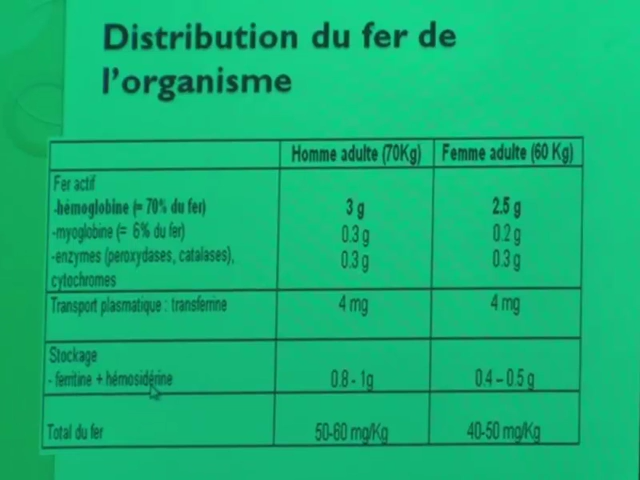 Distribution du fer de
l'organisme
Homme adulte (70Kg) Femme adulte (60 Kg)
Fer actif
-hémoglobine (= 70% du fer) 3 g 2.5 g
-myoglobine (= 6% du fer) 0.3 g 0.2 g
-enzymes (peroxydases, catalases), 0.3 g 0.3 g
cytochromes
Transport plasmatique : transferrine 4 mg 4 mg
Stockage
- ferritine + hémosidérine 0.8 - 1g 0.4 – 0.5 g
Total du fer 50-60 mg/Kg 40-50 mg/Kg